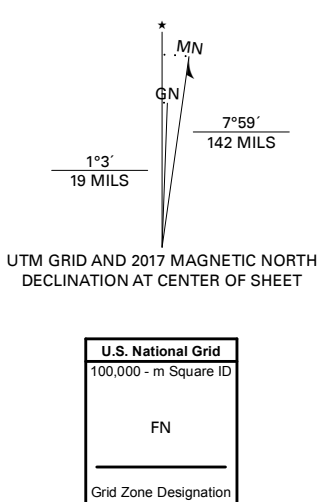 ★
MN
GN
7°59´
142 MILS
1°3´
19 MILS
UTM GRID AND 2017 MAGNETIC NORTH
DECLINATION AT CENTER OF SHEET
U.S. National Grid
100,000 - m Square ID
FN
Grid Zone Designation